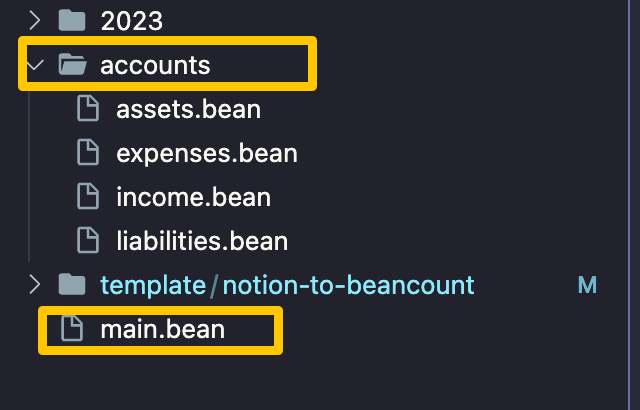 2023
accounts
assets.bean
expenses.bean
income.bean
liabilities.bean
template/notion-to-beancount M
main.bean